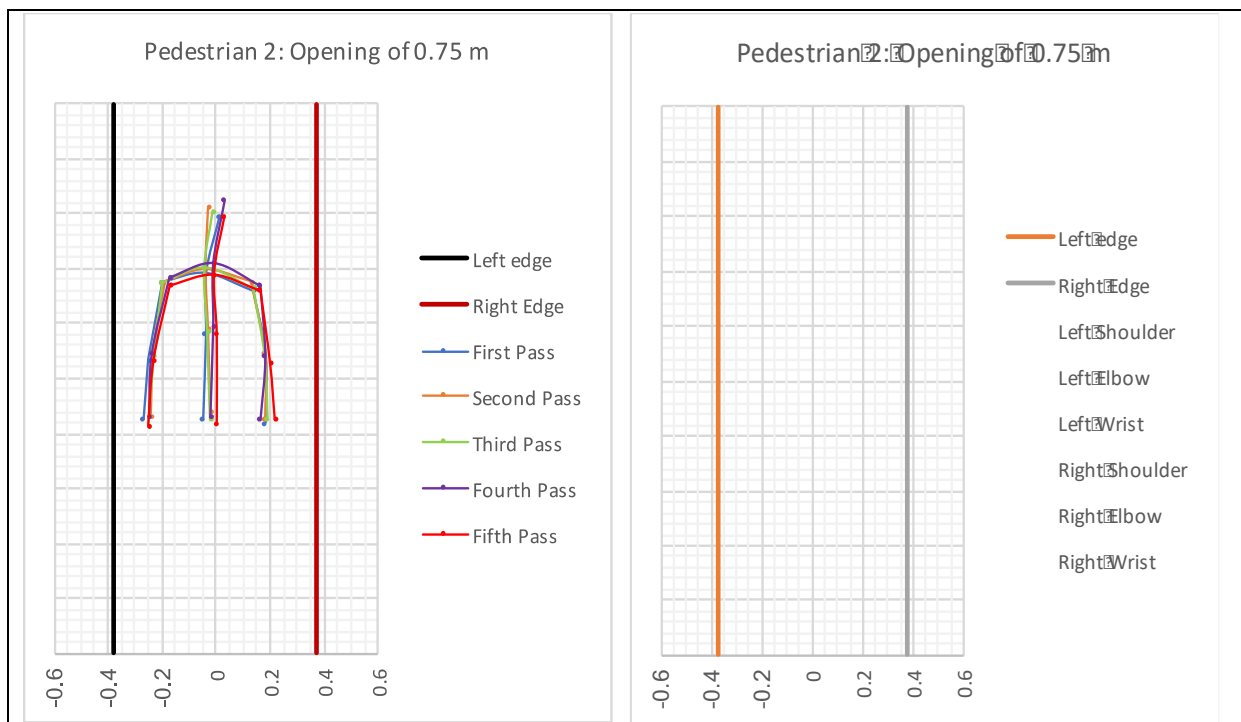 Pedestrian 2: Opening of 0.75 m
Left edge
Right Edge
First Pass
Second Pass
Third Pass
Fourth Pass
Fifth Pass
-0.6
-0.4
-0.2
0
0.2
0.4
0.6
Pedestrian⍰2:⍰Opening⍰of⍰0.75⍰m
Left⍰edge
Right⍰Edge
Left⍰Shoulder
Left⍰Elbow
Left⍰Wrist
Right⍰Shoulder
Right⍰Elbow
Right⍰Wrist
-0.6
-0.4
-0.2
0
0.2
0.4
0.6